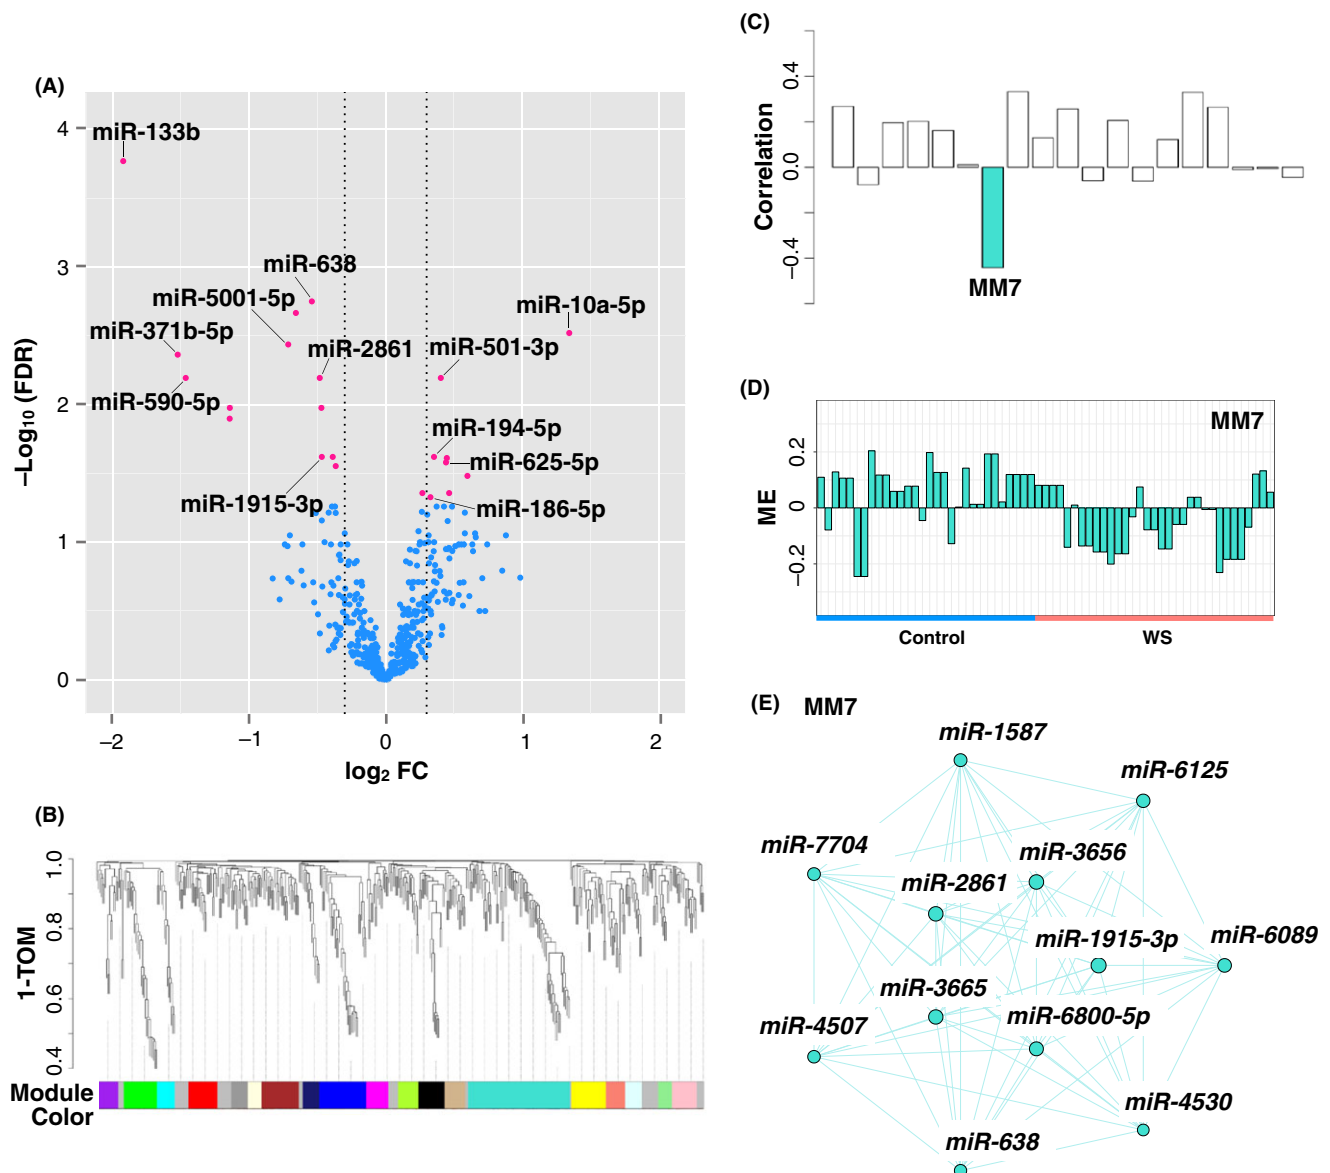 (A)
4
3
2
1
0
–Log10 (FDR)
–2
–1
0
1
2
log2 FC
miR-133b
miR-638
miR-5001-5p
miR-371b-5p
miR-2861
miR-590-5p
miR-1915-3p
miR-10a-5p
miR-501-3p
miR-194-5p
miR-625-5p
miR-186-5p
(B)
1.0
0.8
0.6
0.4
1-TOM
Module
Color
(C)
0.4
0.0
–0.4
Correlation
MM7
(D)
MM7
0.2
0
–0.2
ME
Control
WS
(E)
MM7
miR-1587
miR-6125
miR-7704
miR-3656
miR-2861
miR-1915-3p
miR-6089
miR-3665
miR-4507
miR-6800-5p
miR-4530
miR-638